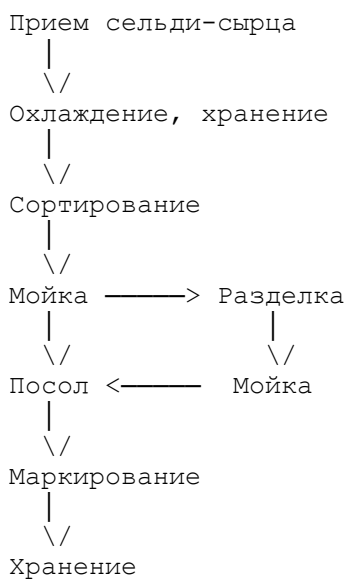 Прием сельди-сырца
Охлаждение, хранение
Сортирование
Мойка Разделка
Посол Мойка
Маркирование
Хранение